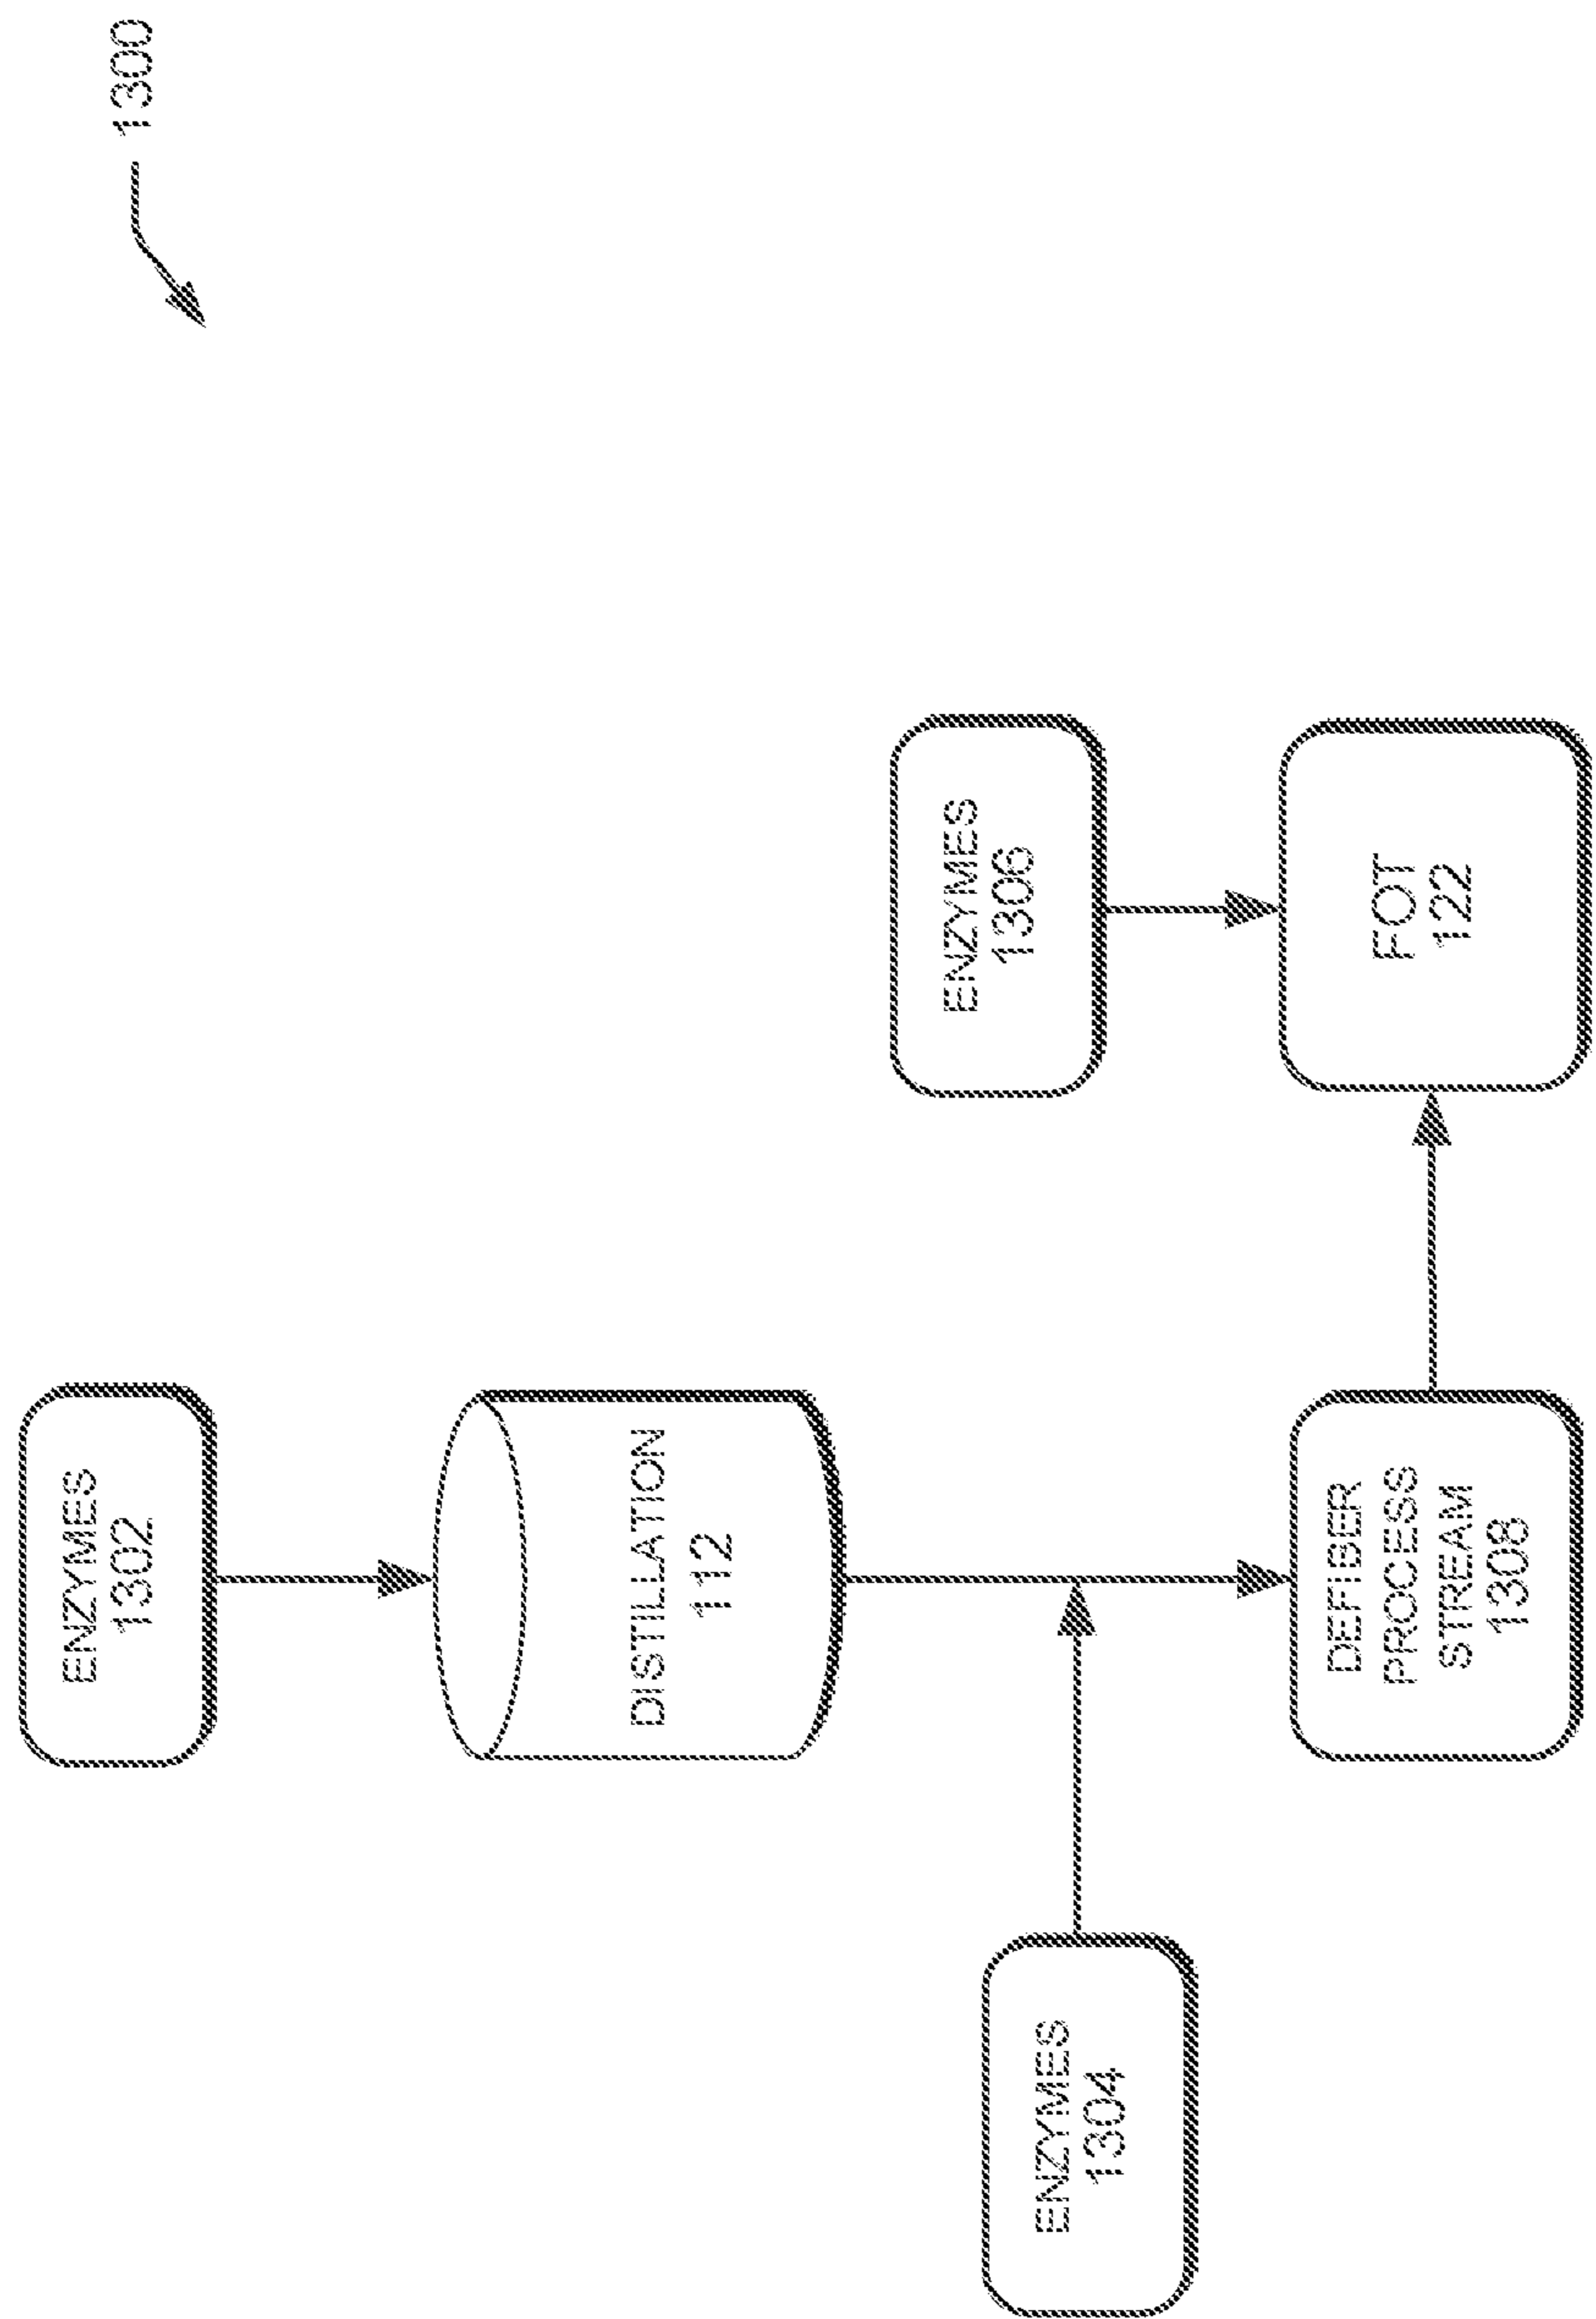 1300
ENZYMES
1302
DISTILLATION
112
ENZYMES
1304
ENZYMES
1306
DEFIBER
PROCESS
STREAM
1308
FOT
122